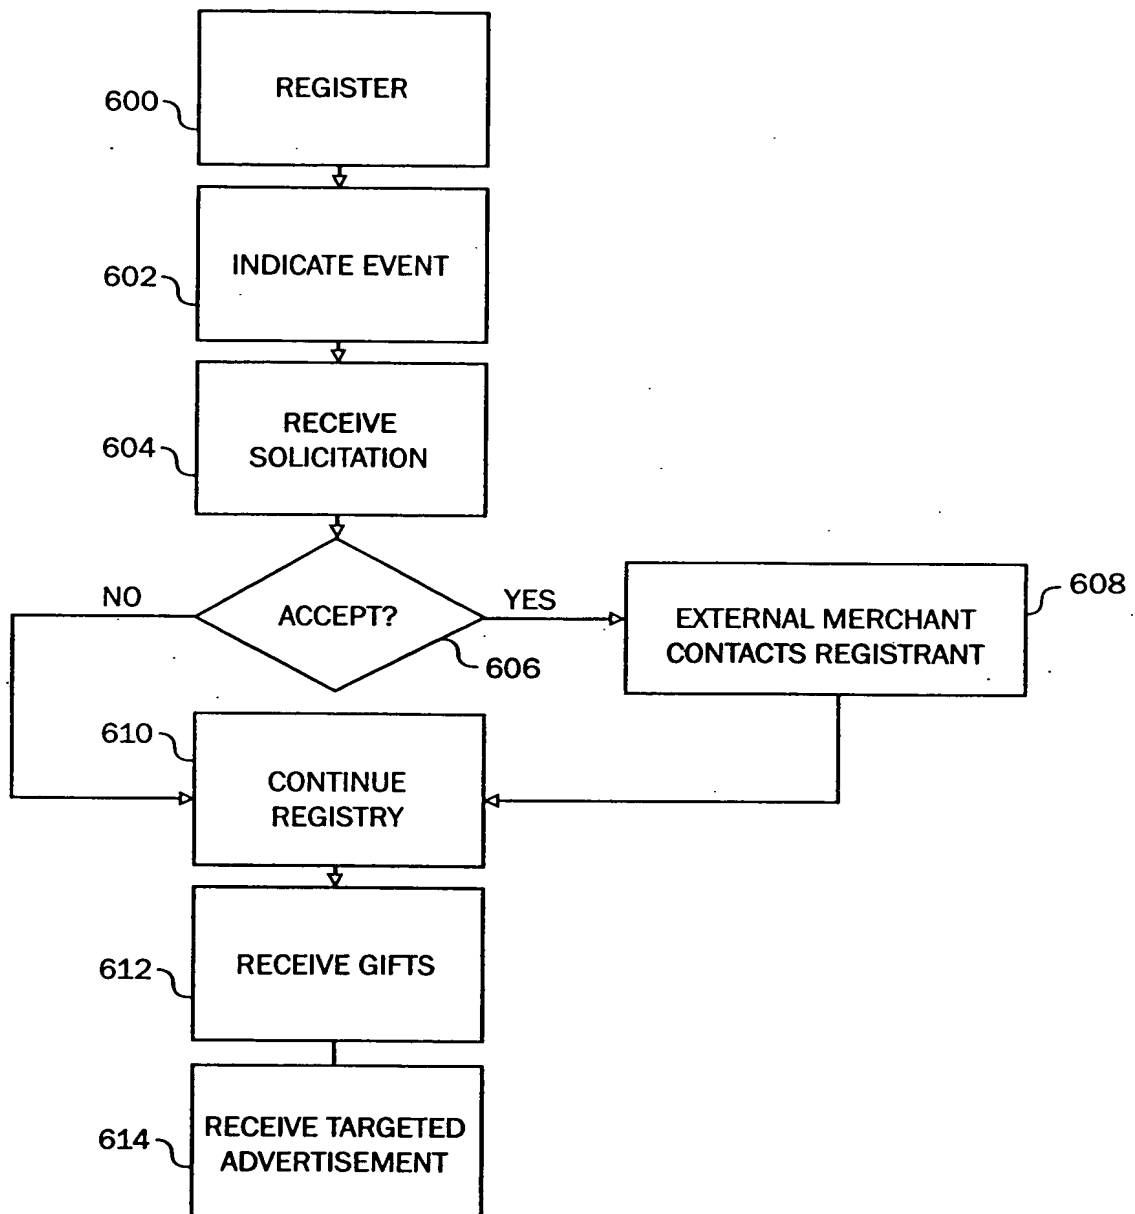 REGISTER
600
INDICATE EVENT
602
RECEIVE
SOLICITATION
604
NO
ACCEPT?
YES
606
608
EXTERNAL MERCHANT
CONTACTS REGISTRANT
610
CONTINUE
REGISTRY
RECEIVE GIFTS
612
RECEIVE TARGETED
ADVERTISEMENT
614